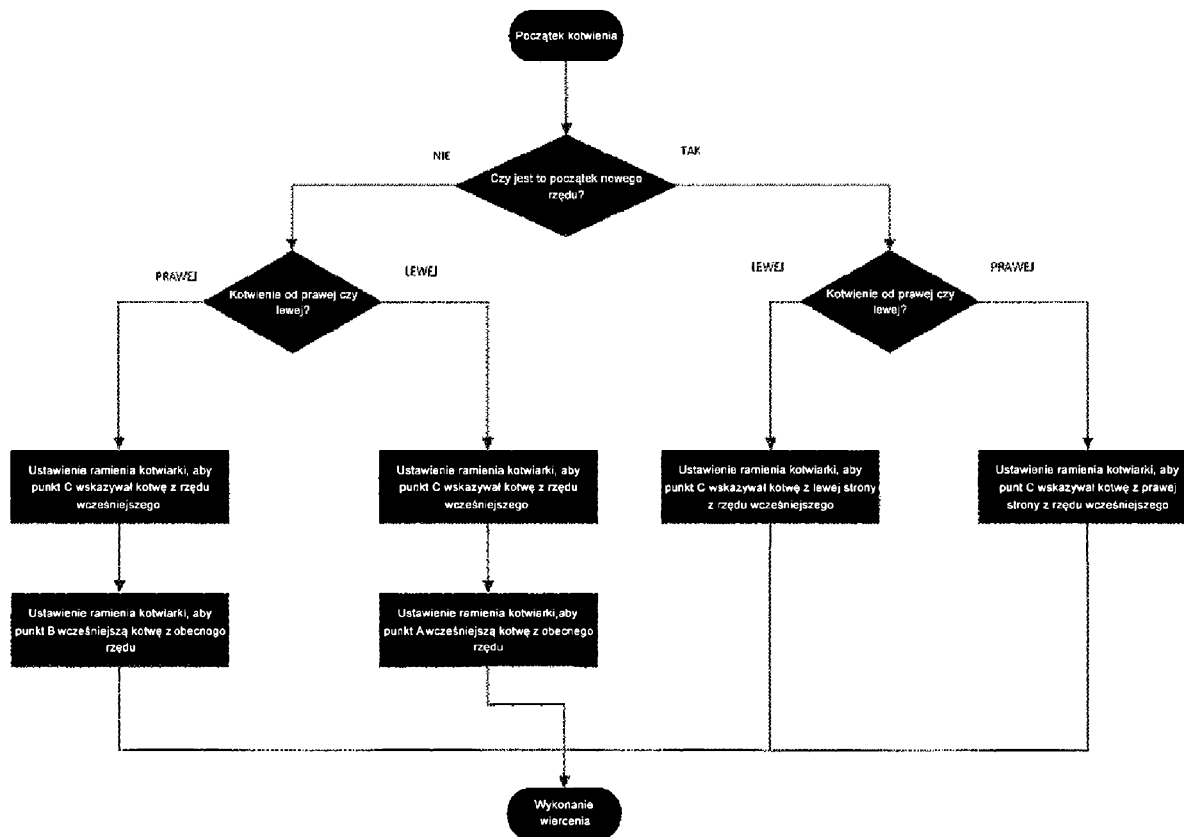 Początek kotwienia
NIE
TAK
Czy jest to początek nowego
rzędu?
PRAWEJ
LEWEJ
Kotwienie od prawej czy
lewej?
LEWEJ
PRAWEJ
Kotwienie od prawej czy
lewej?
Ustawienie ramienia kotwiarki, aby
punkt C wskazywał kotwę z rzędu
wcześniejszego
Ustawienie ramienia kotwiarki, aby
punkt C wskazywał kotwę z rzędu
wcześniejszego
Ustawienie ramienia kotwiarki, aby
punkt C wskazywał kotwę z lewej strony
z rzędu wcześniejszego
Ustawienie ramienia kotwiarki, aby
punt C wskazywał kotwę z prawej
strony z rzędu wcześniejszego
Ustawienie ramienia kotwiarki, aby
punkt B wcześniejszą kotwę z obecnogo
rzędu
Ustawienie ramienia kotwiarki,aby
punkt A wcześniejszą kotwę z obecnego
rzędu
Wykonanie
wiercenia